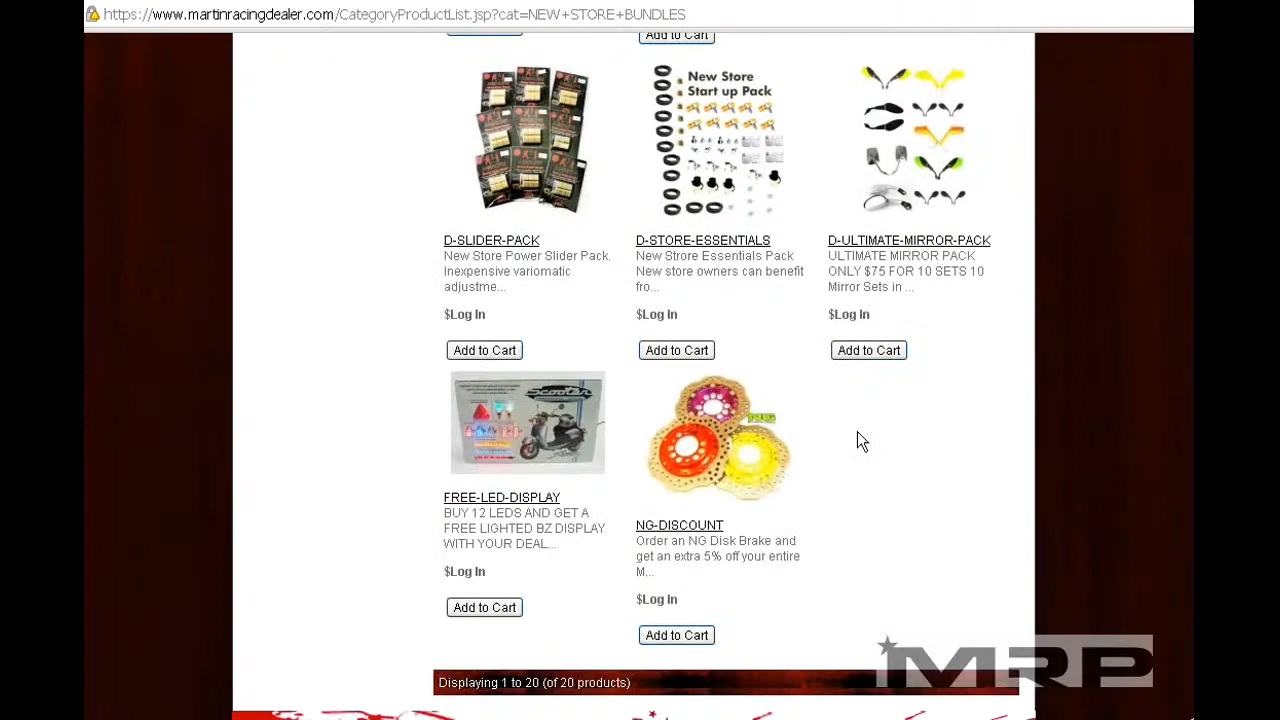 https://www.martinracingdealer.com/CategoryProductList.jsp?cat=NEW+STORE+BUNDLES
Add to Cart
New Store
Start up Pack
D-SLIDER-PACK
New Store Power Slider Pack.
Inexpensive variomatic
adjustme...
$Log In
Add to Cart
D-STORE-ESSENTIALS
New Strore Essentials Pack
New store owners can benefit
fro...
$Log In
Add to Cart
D-ULTIMATE-MIRROR-PACK
ULTIMATE MIRROR PACK
ONLY $75 FOR 10 SETS 10
Mirror Sets in ...
$Log In
Add to Cart
Scooter
FREE-LED-DISPLAY
BUY 12 LEDS AND GET A
FREE LIGHTED BZ DISPLAY
WITH YOUR DEAL...
$Log In
Add to Cart
NG-DISCOUNT
Order an NG Disk Brake and
get an extra 5% off your entire
M...
$Log In
Add to Cart
MRP
Displaying 1 to 20 (of 20 products)